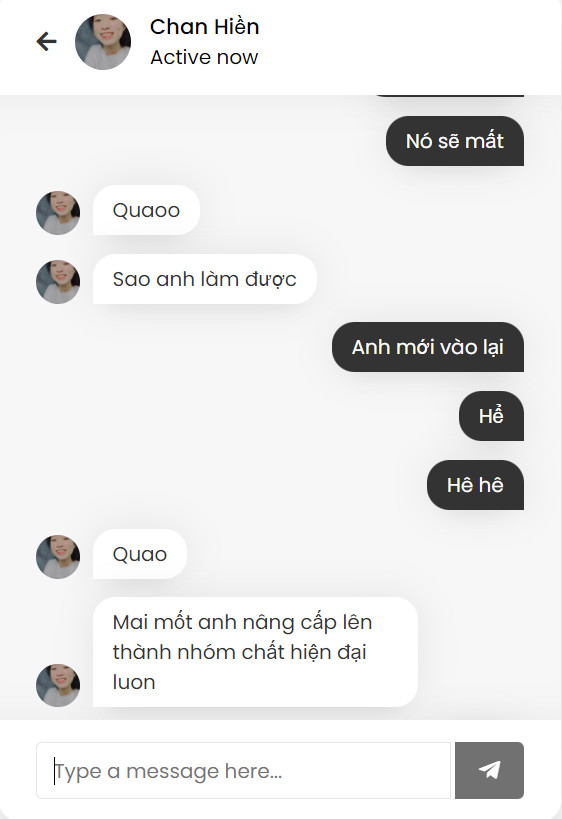 Chan Hiền
Active now
Nó sẽ mất
Quaoo
Sao anh làm được
Anh mới vào lại
Hể
Hê hê
Quao
Mai mốt anh nâng cấp lên
thành nhóm chất hiện đại
luon
Type a message here...